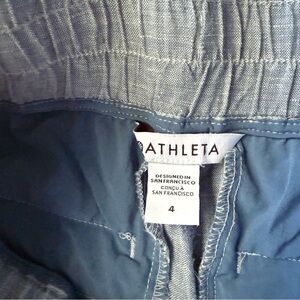 ATHLETA
DESIGNED IN
SAN FRANCISCO
CONÇU À
SAN FRANCISCO
4